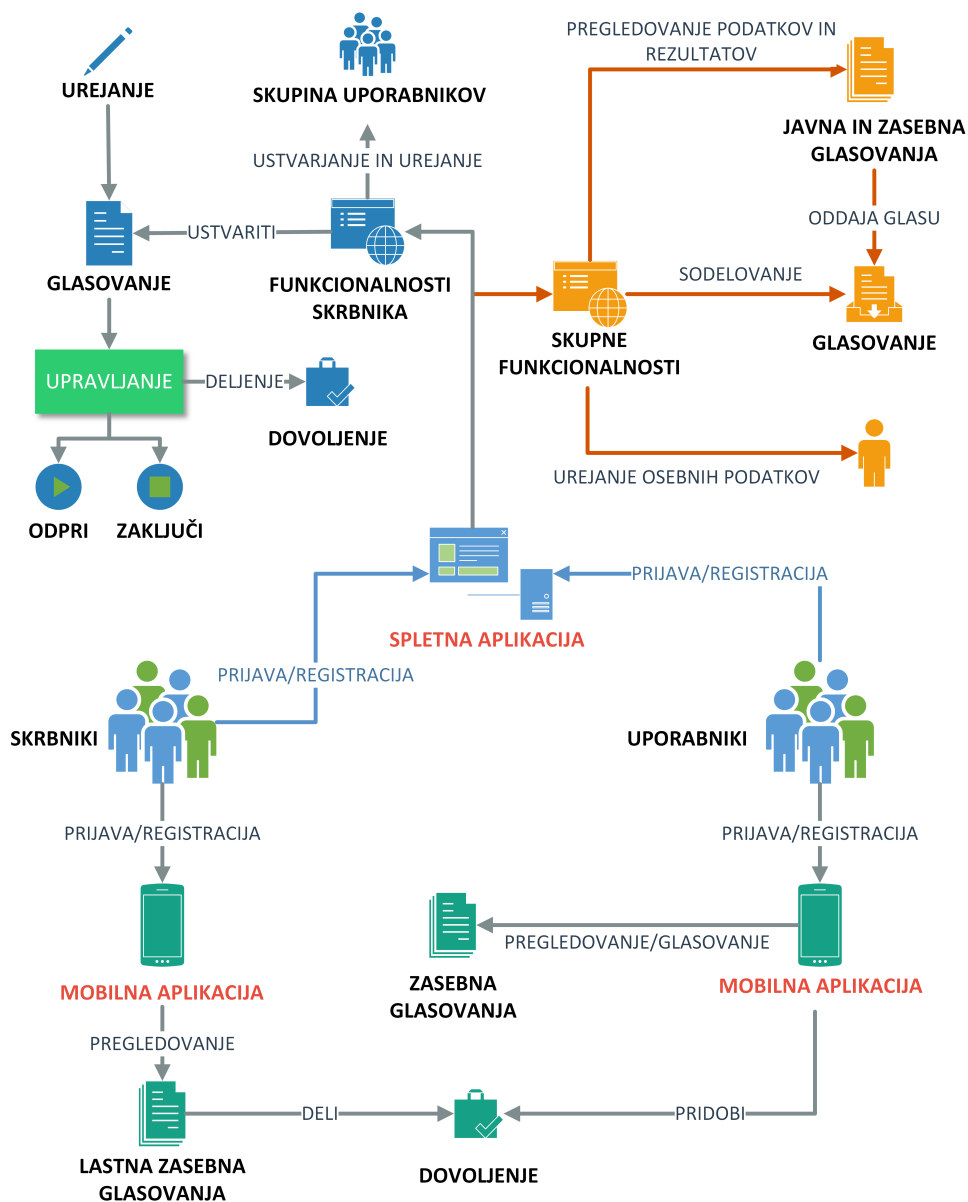 UREJANJE
SKUPINA UPORABNIKOV
PREGLEDOVANJE PODATKOV IN
REZULTATOV
JAVNA IN ZASEBNA
GLASOVANJA
USTVARJANJE IN UREJANJE
ODDAJA GLASU
USTVARITI
GLASOVANJE
FUNKCIONALNOSTI
SKRBNIKA
SODELOVANJE
SKUPNE
FUNKCIONALNOSTI
GLASOVANJE
UPRAVLJANJE
DELJENJE
DOVOLJENJE
UREJANJE OSEBNIH PODATKOV
ODPRI
ZAKLJUČI
PRIJAVA/REGISTRACIJA
SPLETNA APLIKACIJA
PRIJAVA/REGISTRACIJA
SKRBNIKI
UPORABNIKI
PRIJAVA/REGISTRACIJA
PRIJAVA/REGISTRACIJA
PREGLEDOVANJE/GLASOVANJE
ZASEBNA
GLASOVANJA
MOBILNA APLIKACIJA
MOBILNA APLIKACIJA
PREGLEDOVANJE
DELI
PRIDOBI
LASTNA ZASEBNA
GLASOVANJA
DOVOLJENJE